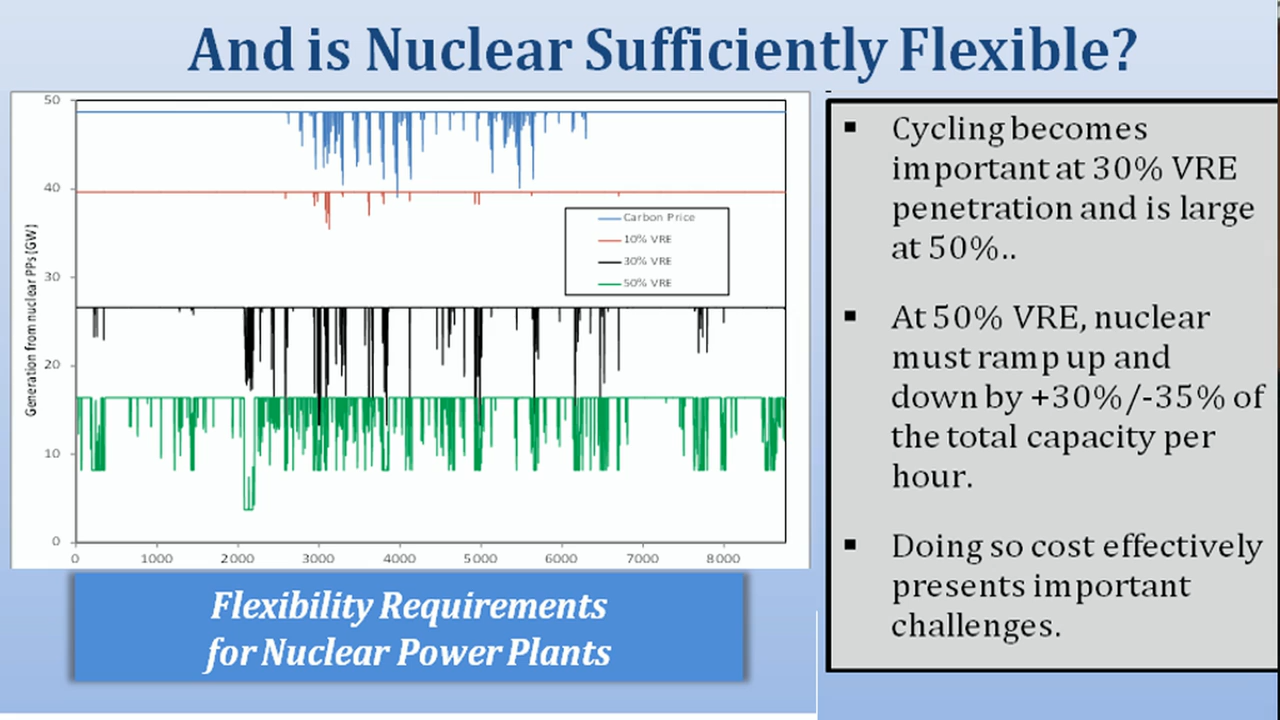 And is Nuclear Sufficiently Flexible?
50
40
30
20
10
0
Generation from nuclear PPs [GW]
Carbon Price
10% VRE
30% VRE
50% VRE
0 1000 2000 3000 4000 5000 6000 7000 8000
Flexibility Requirements
for Nuclear Power Plants
▪ Cycling becomes
important at 30% VRE
penetration and is large
at 50%..
▪ At 50% VRE, nuclear
must ramp up and
down by +30%/-35% of
the total capacity per
hour.
▪ Doing so cost effectively
presents important
challenges.